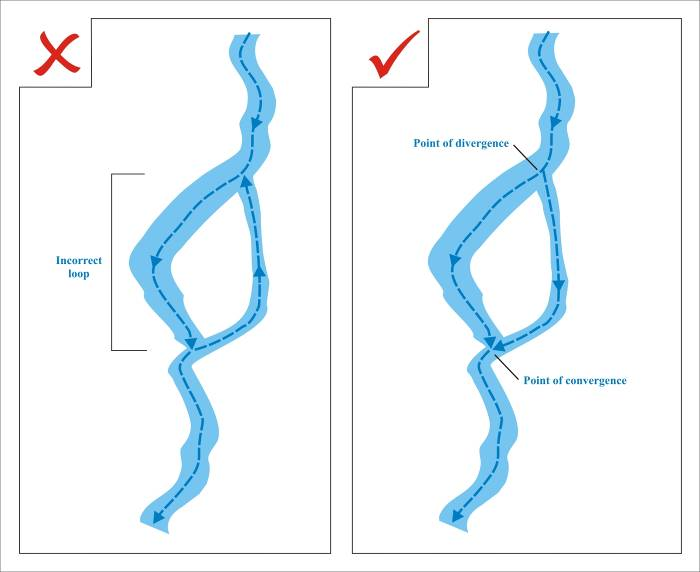 Incorrect
loop
Point of divergence
Point of convergence